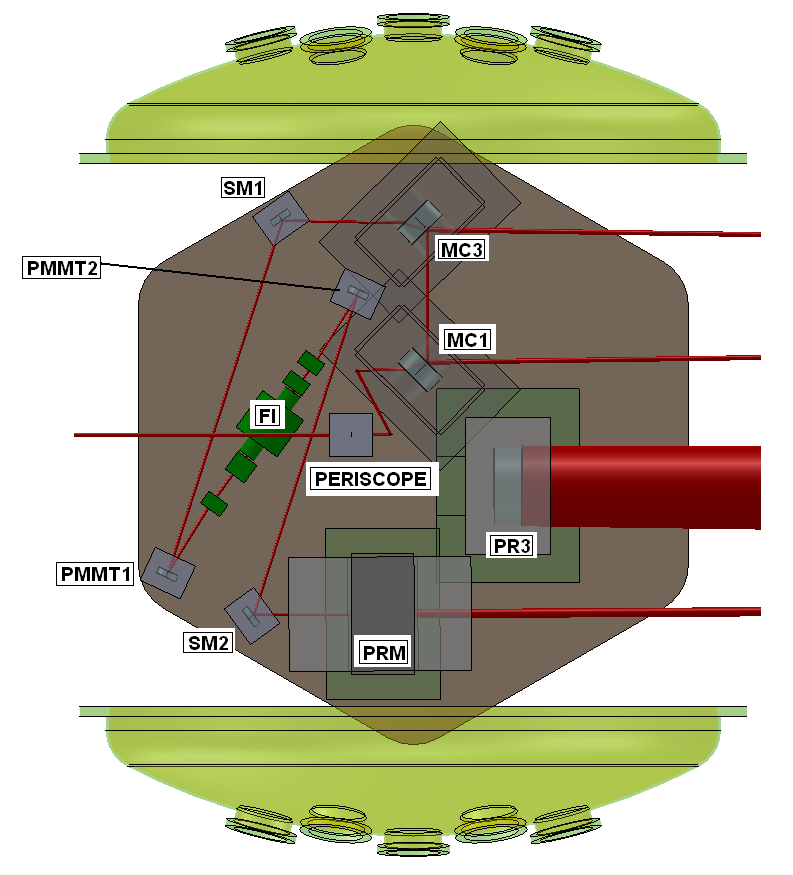 SM1
MC3
PMMT2
MC1
FI
PERISCOPE
PR3
PMMT1
SM2
PRM